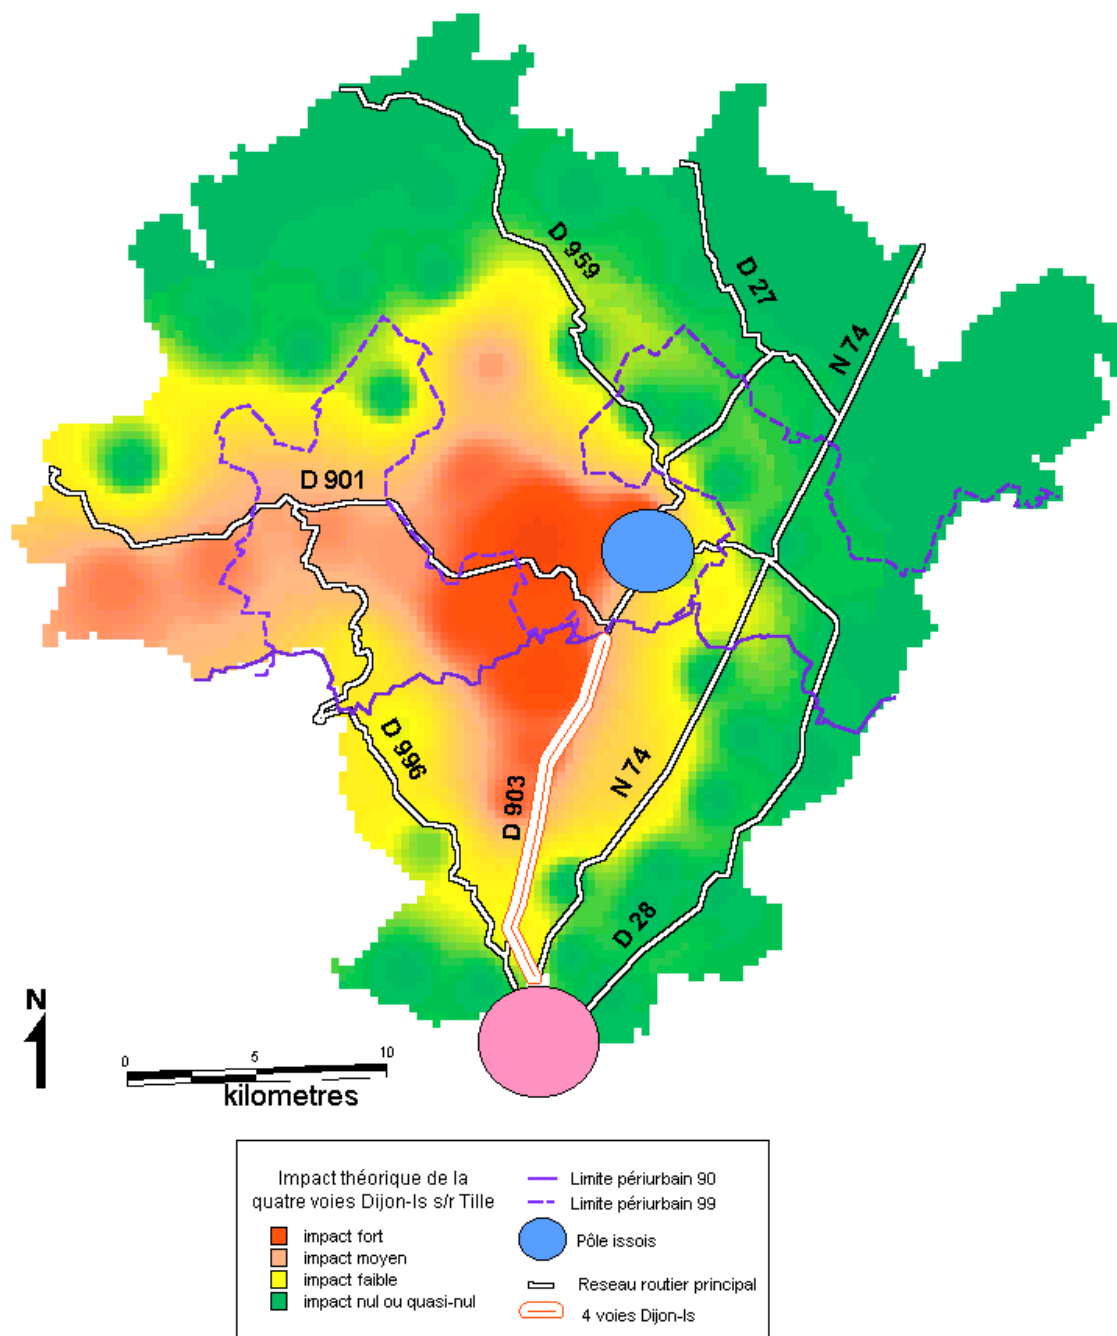 D 959
D 27
N 74
D 901
D 996
D 903
N 74
D 28
N
0 5 10
kilometres
Impact théorique de la
quatre voies Dijon-Is s/r Tille
impact fort
impact moyen
impact faible
impact nul ou quasi-nul
Limite périurbain 90
Limite périurbain 99
Pôle issois
Reseau routier principal
4 voies Dijon-Is